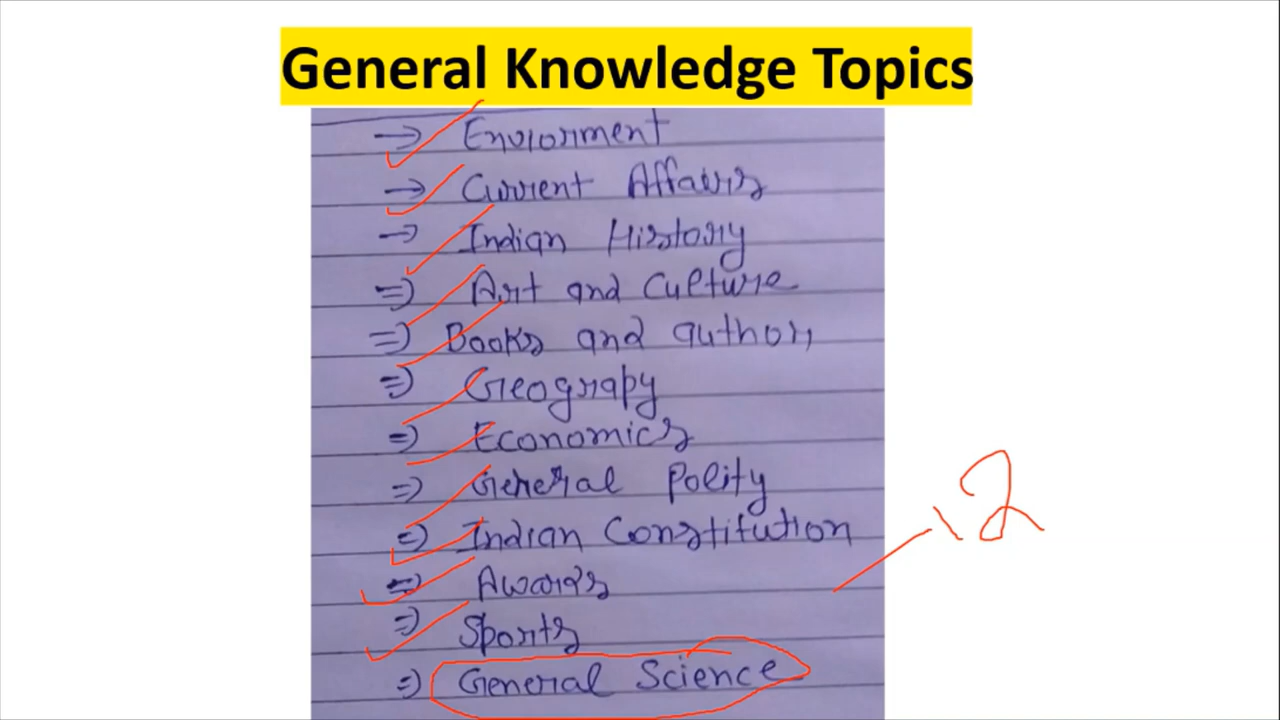 General Knowledge Topics
→ Enviorment
→ Current Affairs
→ Indian History
⇒ Art and Culture
⇒ Books and author,
⇒ Geograpy
⇒ Economics
⇒ General Polity
⇒ Indian Constitution
⇒ Awards
⇒ Sports
⇒ General Science
12